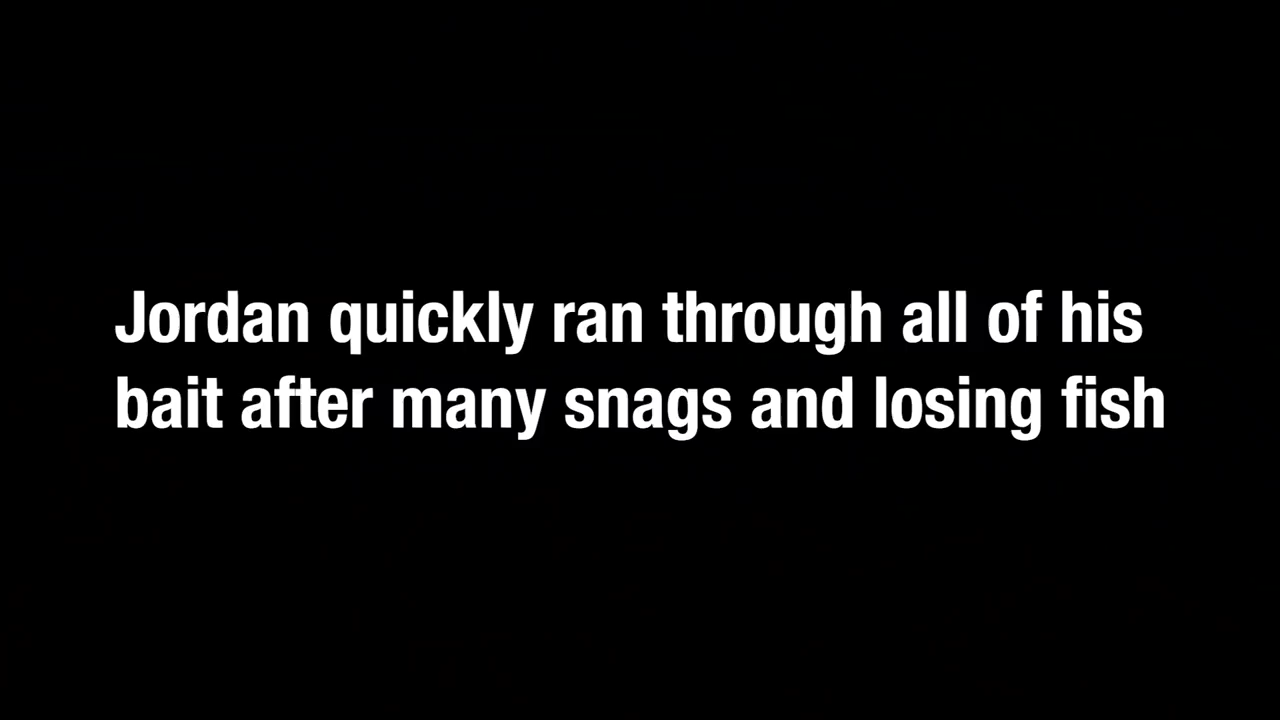 Jordan quickly ran through all of his
bait after many snags and losing fish